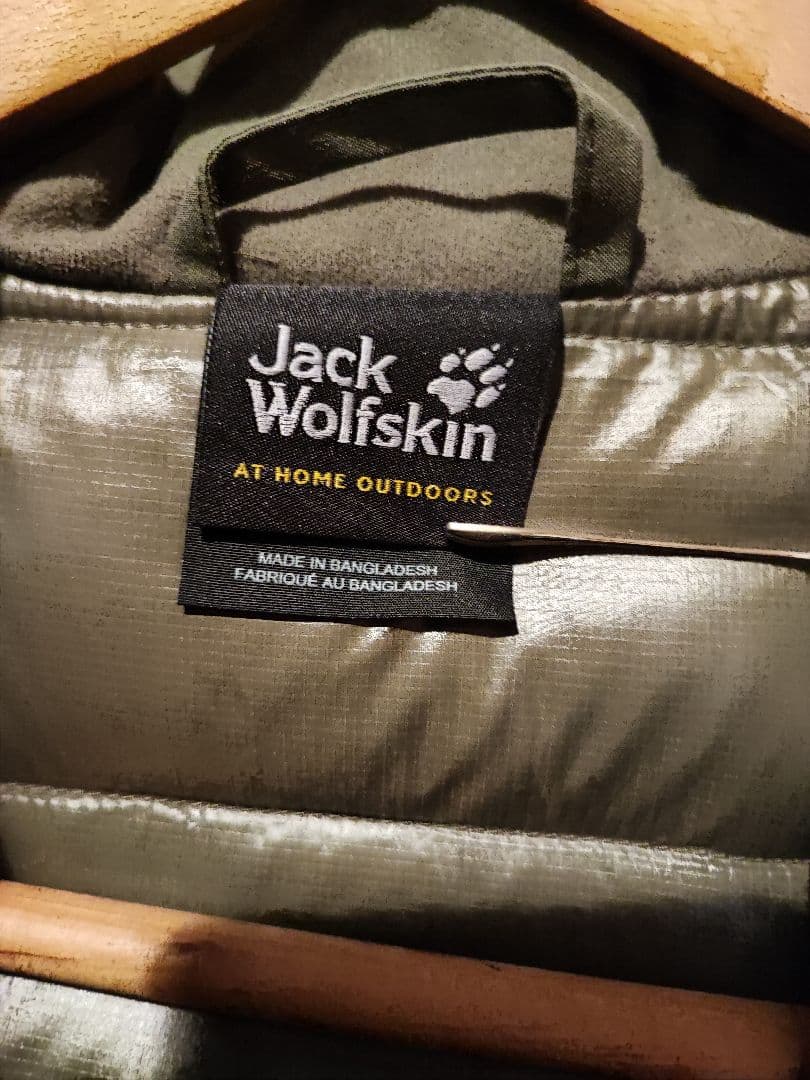 Jack
Wolfskin
AT HOME OUTDOORS
MADE IN BANGLADESH
FABRIQUÉ AU BANGLADESH